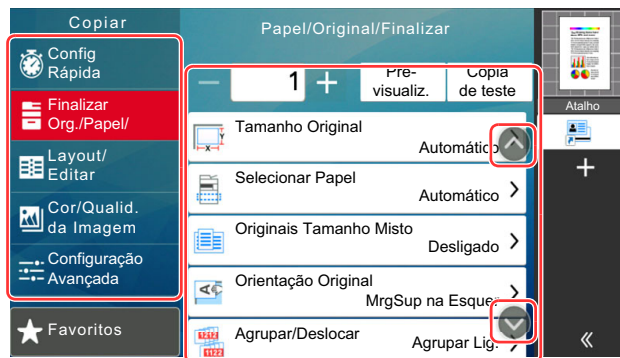 Copiar
Config
Rápida
Finalizar
Org./Papel/
Layout/
Editar
Cor/Qualid.
da Imagem
Configuração
Avançada
Favoritos
Papel/Original/Finalizar
1
Pré-
visualiz.
Cópia
de teste
Tamanho Original
Automático
Selecionar Papel
Automático
Originais Tamanho Misto
Desligado
Orientação Original
MrgSup na Esquer
Agrupar/Deslocar
Agrupar Lig.
Atalho